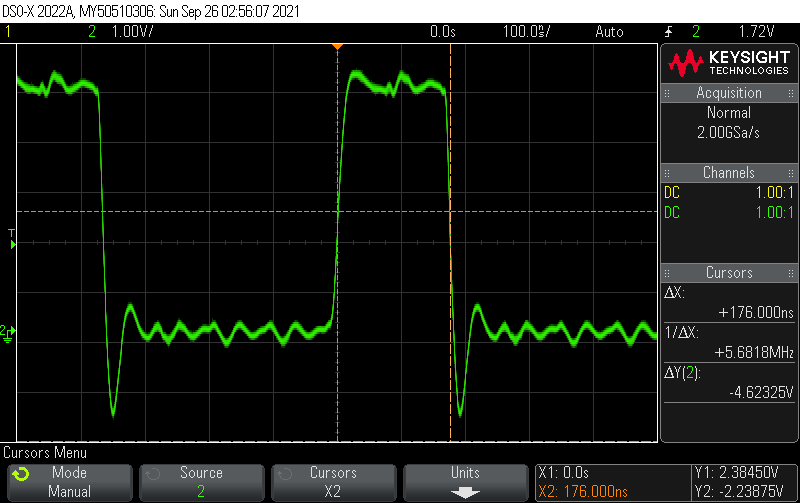 DSO-X 2022A, MY50510306: Sun Sep 26 02:56:07 2021
1 2 1.00V/ 0.0s 100.0ns/ Auto 2 1.72V
KEYSIGHT
TECHNOLOGIES
Acquisition
Normal
2.00GSa/s
Channels
DC 1.00:1
DC 1.00:1
Cursors
ΔX:
+176.000ns
1/ΔX:
+5.6818MHz
ΔY(2):
-4.62325V
T
2
Cursors Menu
Mode
Manual
Source
2
Cursors
X2
Units
X1: 0.0s
X2: 176.000ns
Y1: 2.38450V
Y2: -2.23875V